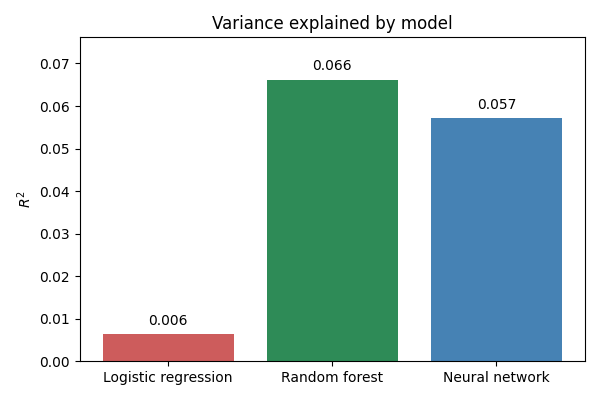 Variance explained by model
R²
0.07
0.06
0.05
0.04
0.03
0.02
0.01
0.00
0.006
0.066
0.057
Logistic regression
Random forest
Neural network